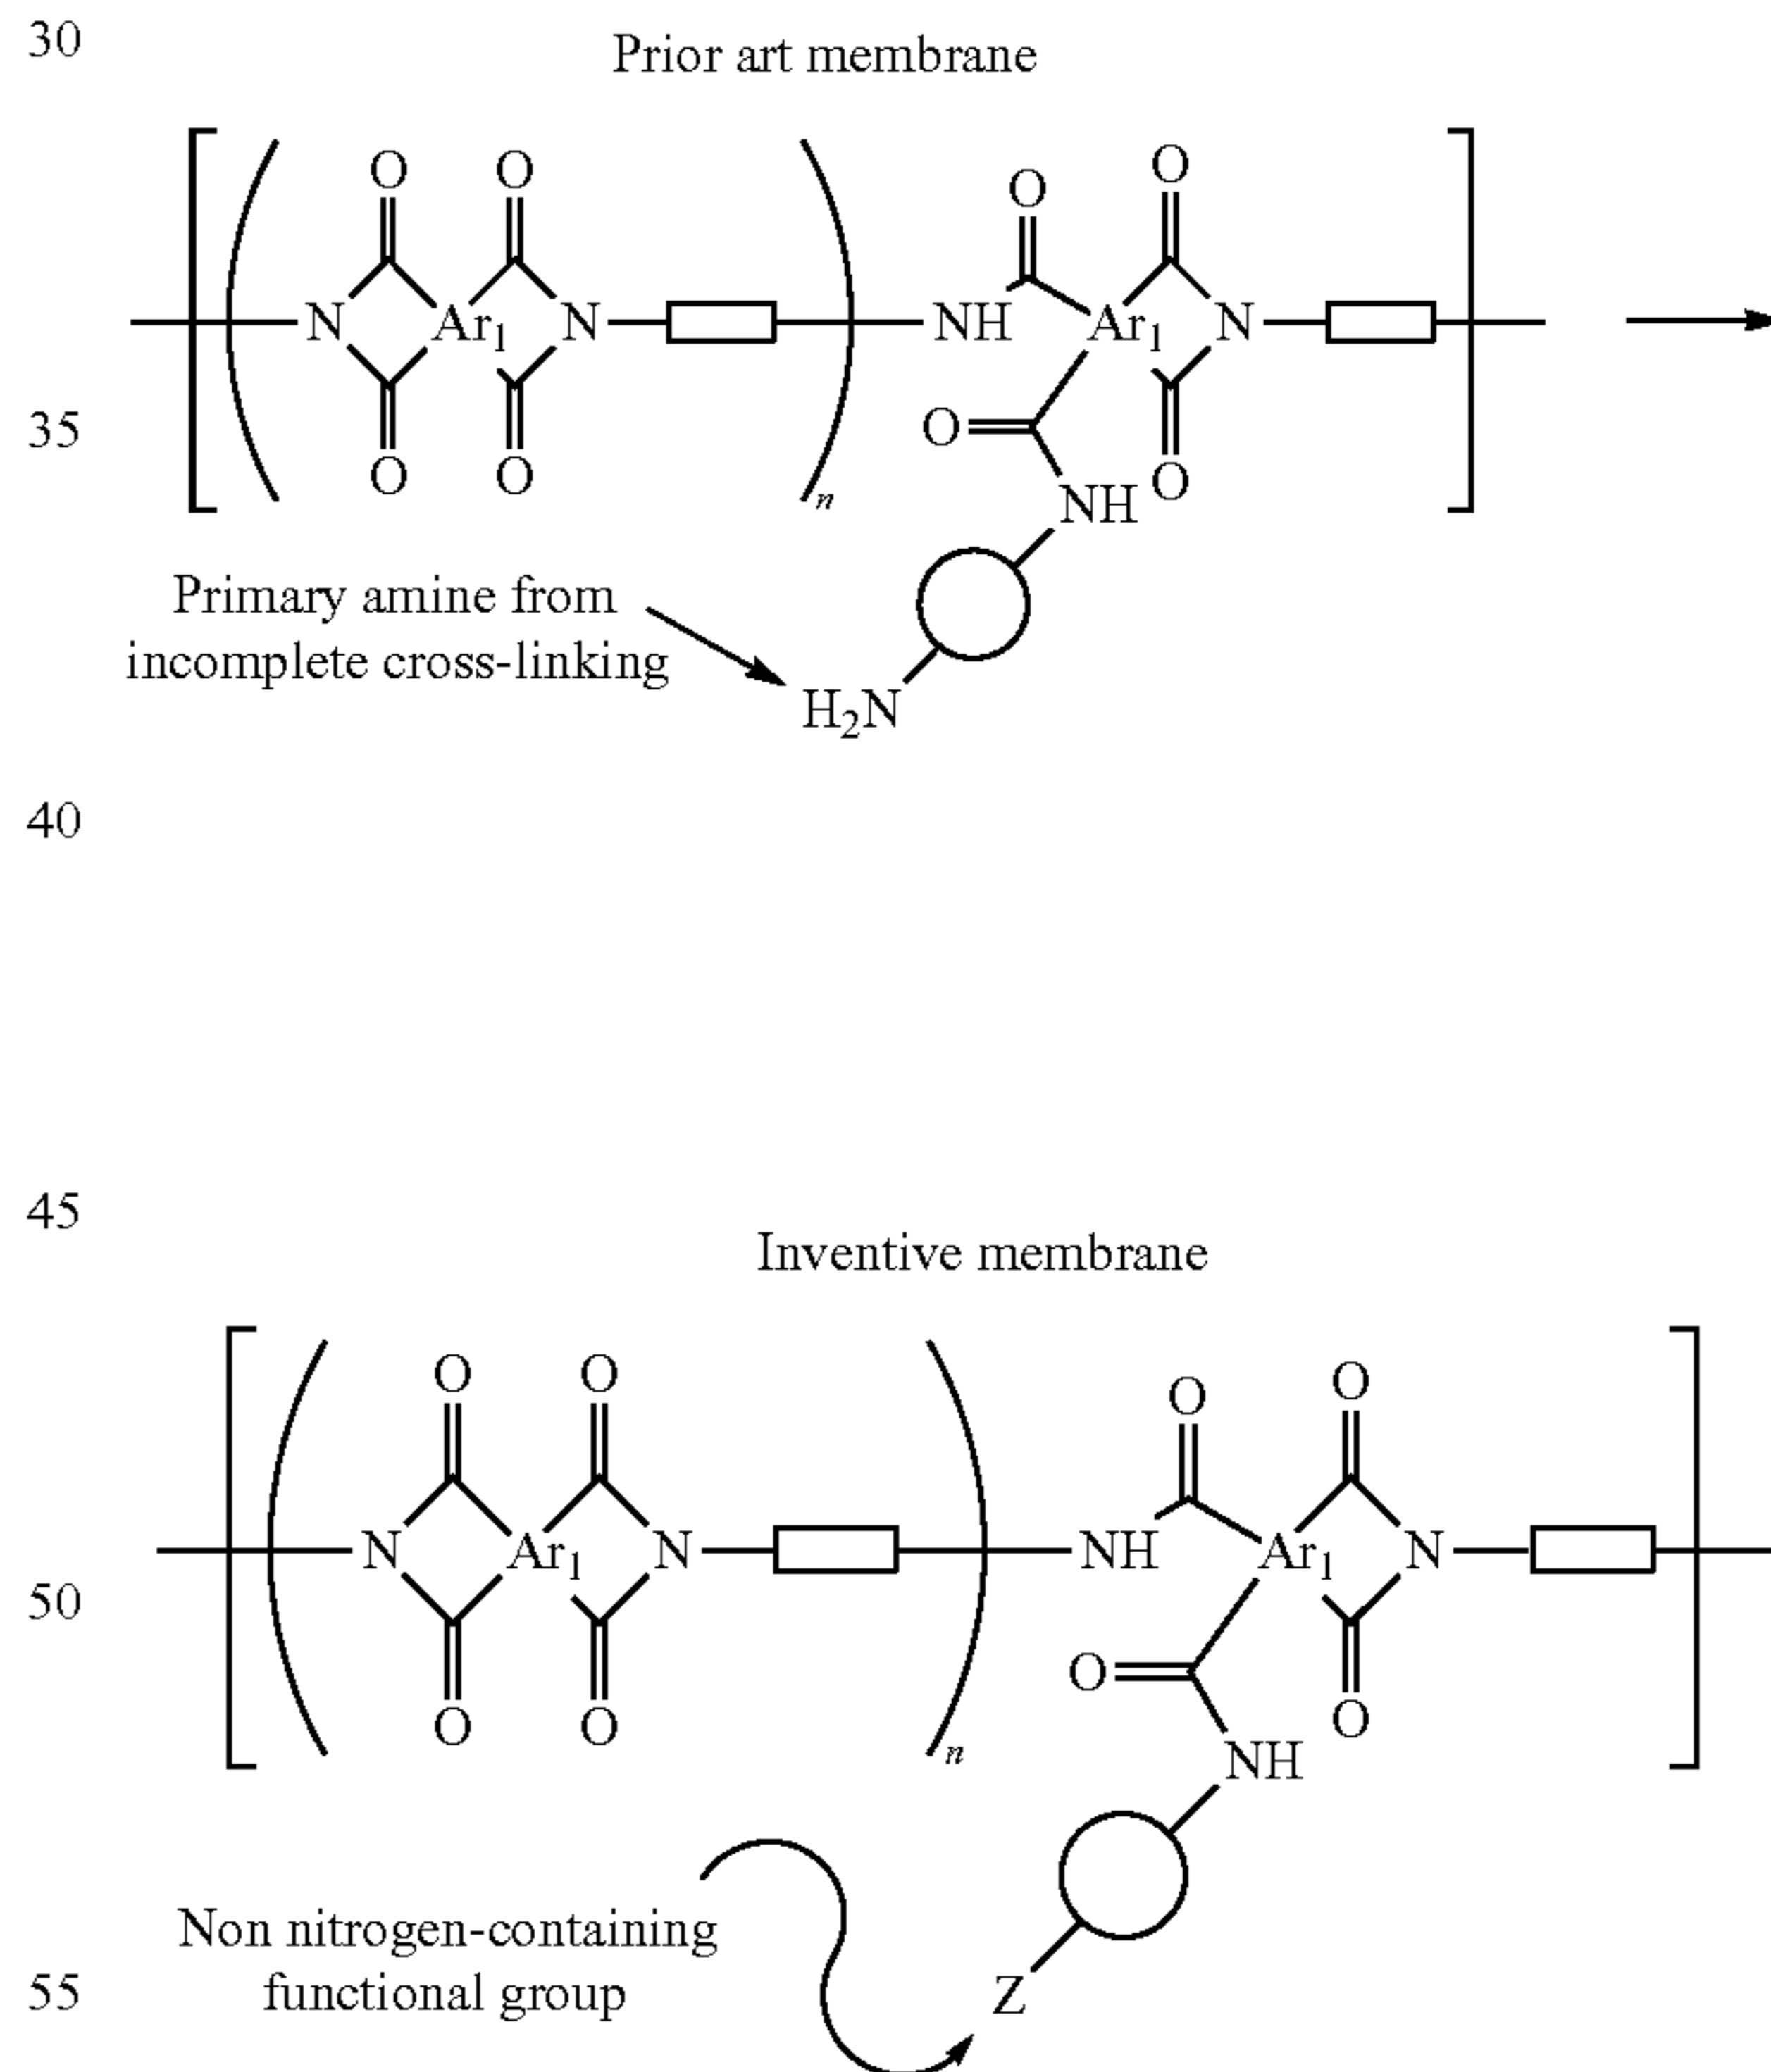 30
Prior art membrane
O O O O
N Ar1 N NH Ar1 N
35
O
O O O
n
NH
Primary amine from
incomplete cross-linking
H2N
40
45
Inventive membrane
O O O O
N Ar1 N NH Ar1 N
50
O
O O O
n
NH
Non nitrogen-containing
functional group
55
Z